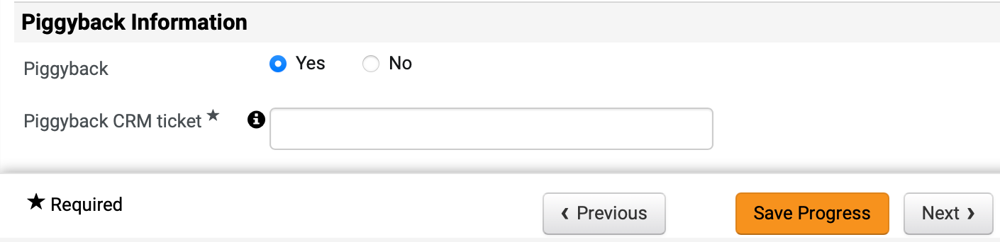 Piggyback Information
Piggyback Yes No
Piggyback CRM ticket ★
★ Required ‹ Previous Save Progress Next ›